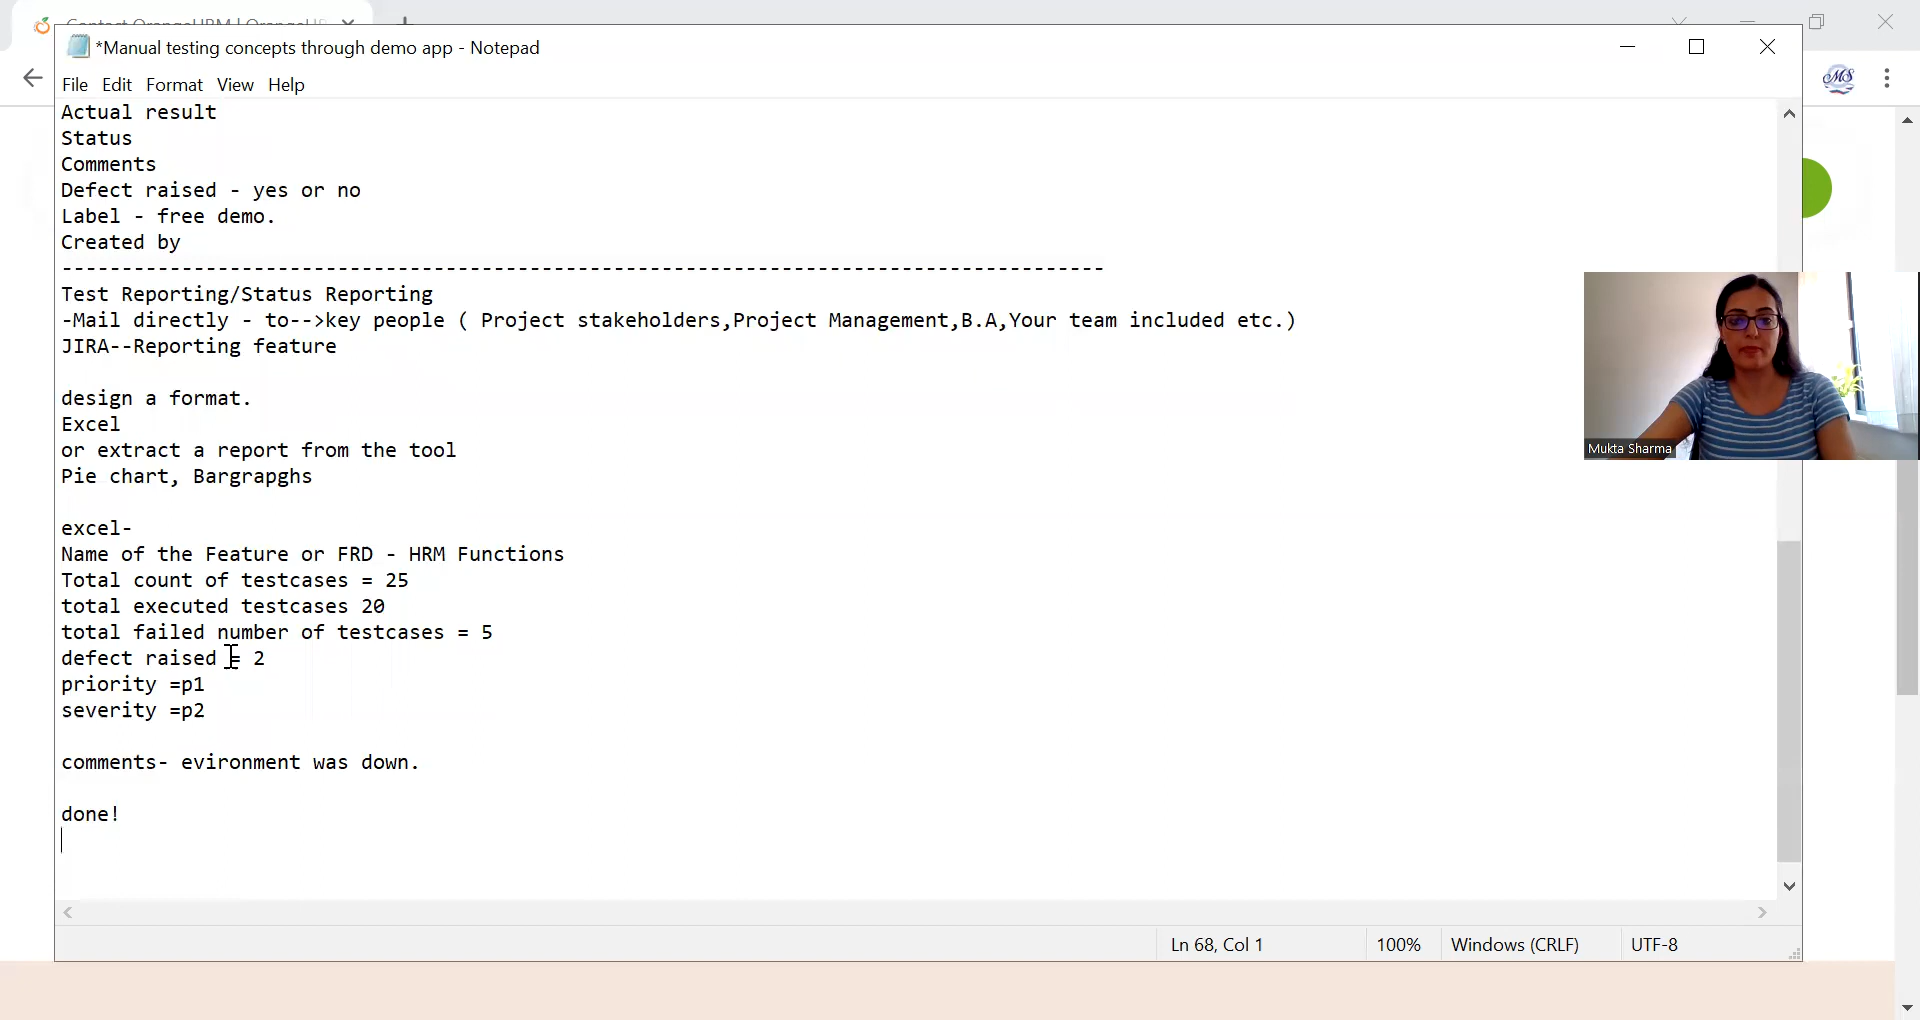 *Manual testing concepts through demo app - Notepad
File Edit Format View Help
Actual result
Status
Comments
Defect raised - yes or no
Label - free demo.
Created by
---------------------------------------------------------------------------------------
Test Reporting/Status Reporting
-Mail directly - to-->key people ( Project stakeholders,Project Management,B.A,Your team included etc.)
JIRA--Reporting feature
design a format.
Excel
or extract a report from the tool
Pie chart, Bargrapghs
excel-
Name of the Feature or FRD - HRM Functions
Total count of testcases = 25
total executed testcases 20
total failed number of testcases = 5
defect raised = 2
priority =p1
severity =p2
comments- evironment was down.
done!
Mukta Sharma
MS
Ln 68, Col 1 100% Windows (CRLF) UTF-8